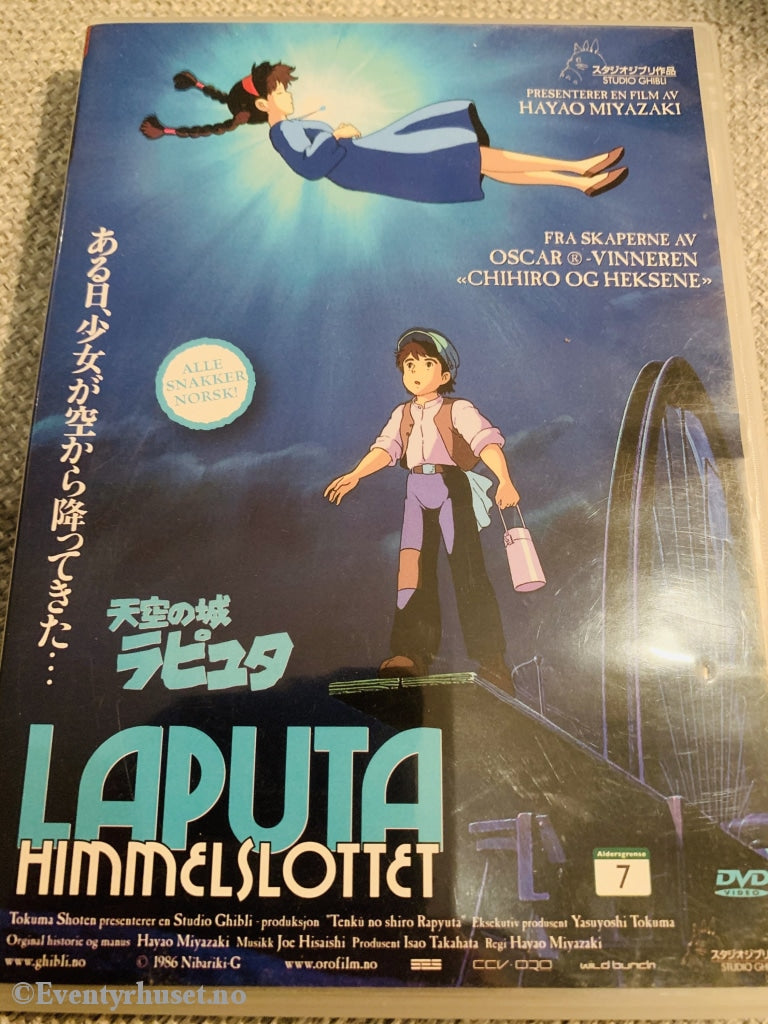 スタジオジブリ作品
STUDIO GHIBLI
PRESENTERER EN FILM AV
HAYAO MIYAZAKI
FRA SKAPERNE AV
OSCAR ® -VINNEREN
«CHIHIRO OG HEKSENE»
ある日、少女が空から降ってきた…
ALLE
SNAKKER
NORSK!
天空の城
ラピュタ
LAPUTA
HIMMELSLOTTET
Aldersgrense
7
DVD
VIDEO
Tokuma Shoten presenterer en Studio Ghibli - produksjon "Tenkû no shiro Rapyuta" Eksekutiv produsent Yasuyoshi Tokuma
Orginal historie og manus Hayao Miyazaki Musikk Joe Hisaishi Produsent Isao Takahata Regi Hayao Miyazaki
www.ghibli.no © 1986 Nibariki-G www.orofilm.no SES CCV-ORO wild bunch
スタジオジブリ
STUDIO GHI
©Eventyrhuset.no